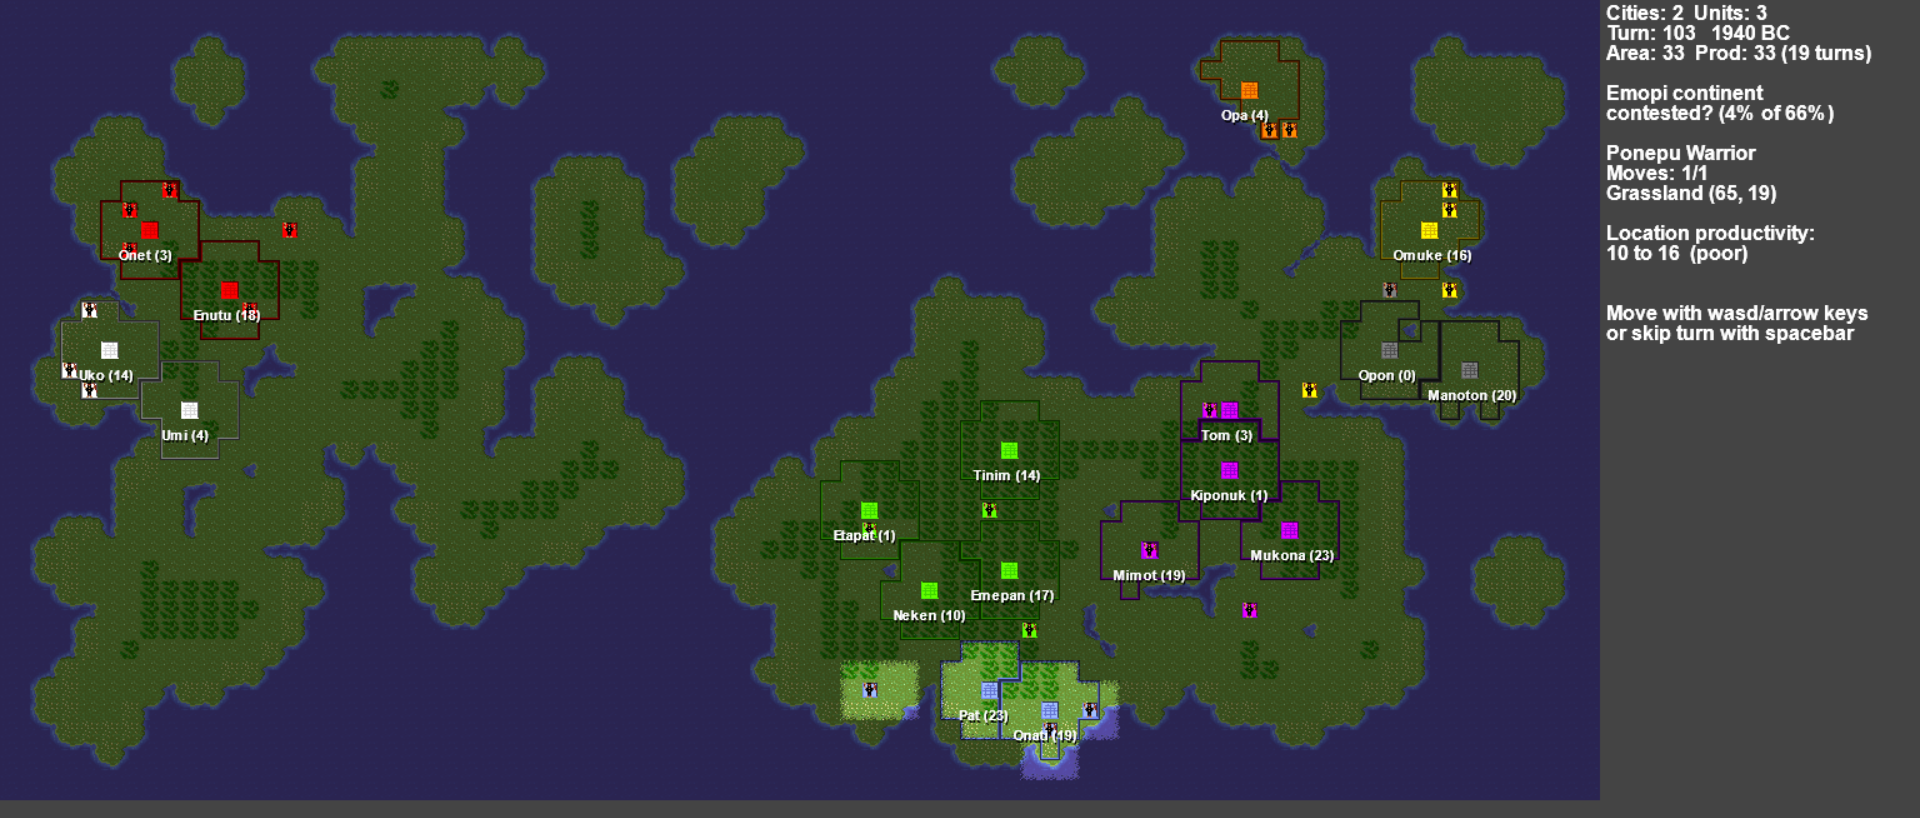 Cities: 2  Units: 3
Turn: 103   1940 BC
Area: 33  Prod: 33 (19 turns)
Emopi continent
contested? (4% of 66%)
Ponepu Warrior
Moves: 1/1
Grassland (65, 19)
Location productivity:
10 to 16  (poor)
Move with wasd/arrow keys
or skip turn with spacebar
Opa (4)
Onet (3)
Omuke (16)
Enutu (18)
Uko (14)
Opon (0)
Manoton (20)
Umi (4)
Tom (3)
Tinim (14)
Kiponuk (1)
Etapat (1)
Mukona (23)
Mimot (19)
Emepan (17)
Neken (10)
Pat (23)
Onati (19)